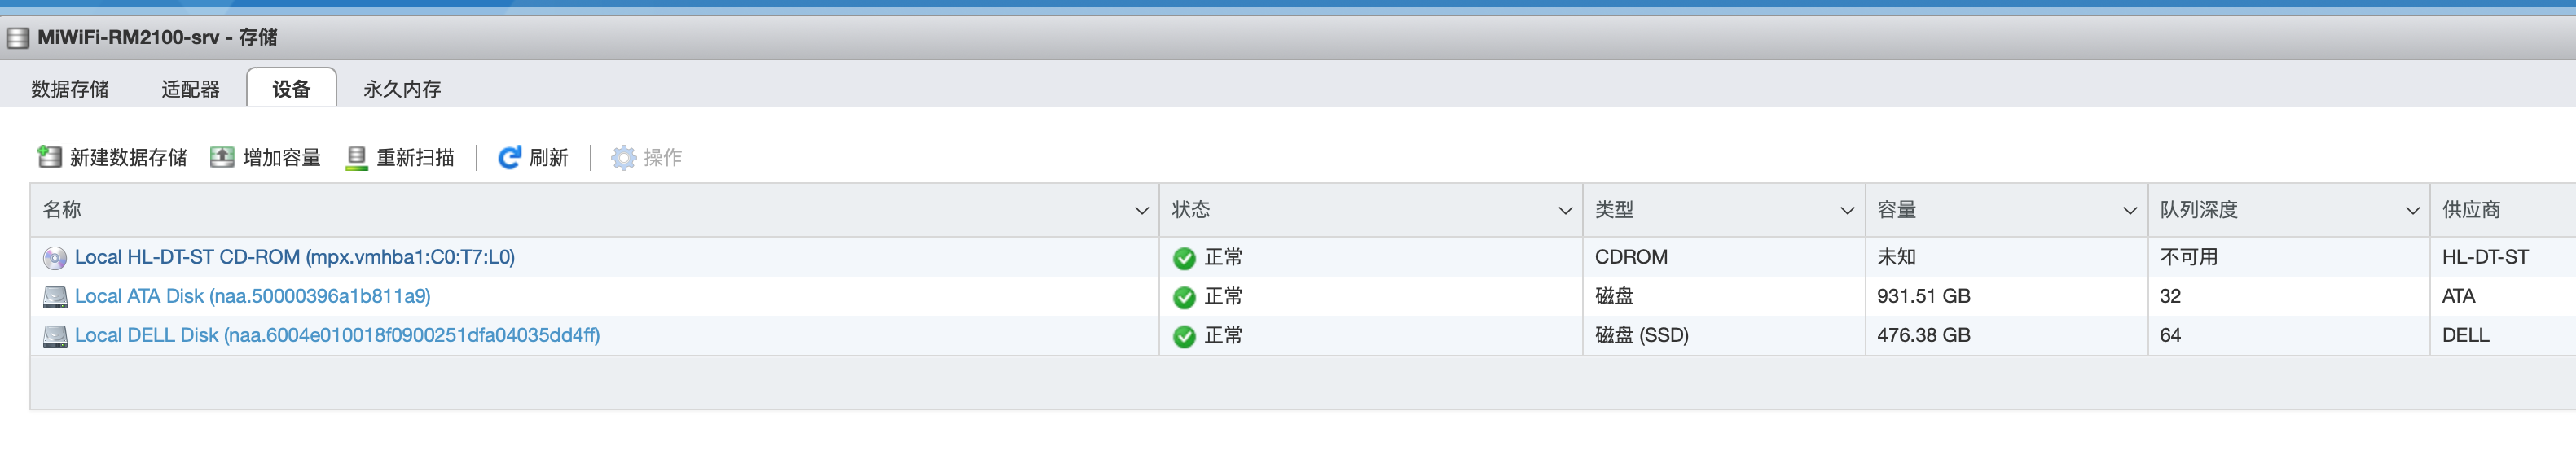 MiWiFi-RM2100-srv - 存储
数据存储 适配器 设备 永久内存
新建数据存储 增加容量 重新扫描 刷新 操作
名称 状态 类型 容量 队列深度 供应商
Local HL-DT-ST CD-ROM (mpx.vmhba1:C0:T7:L0) 正常 CDROM 未知 不可用 HL-DT-ST
Local ATA Disk (naa.50000396a1b811a9) 正常 磁盘 931.51 GB 32 ATA
Local DELL Disk (naa.6004e010018f0900251dfa04035dd4ff) 正常 磁盘 (SSD) 476.38 GB 64 DELL